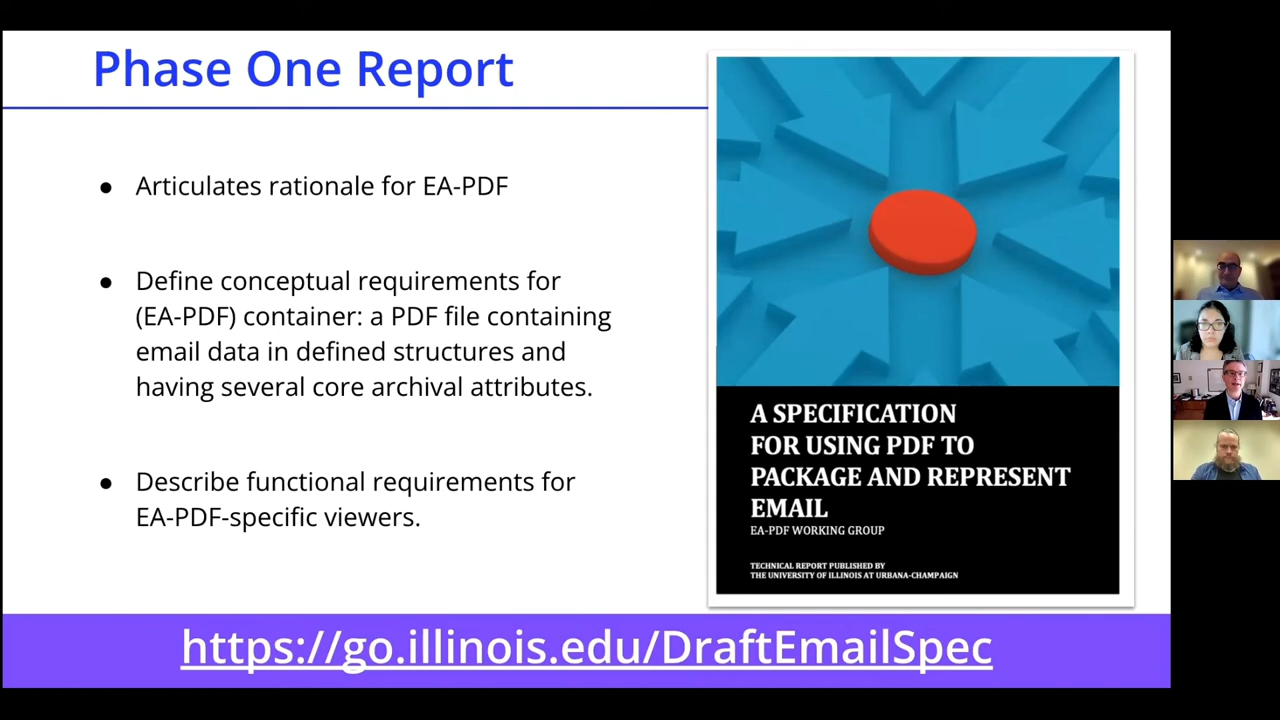 Phase One Report
● Articulates rationale for EA-PDF
● Define conceptual requirements for
(EA-PDF) container: a PDF file containing
email data in defined structures and
having several core archival attributes.
● Describe functional requirements for
EA-PDF-specific viewers.
A SPECIFICATION
FOR USING PDF TO
PACKAGE AND REPRESENT
EMAIL
EA-PDF WORKING GROUP
TECHNICAL REPORT PUBLISHED BY
THE UNIVERSITY OF ILLINOIS AT URBANA-CHAMPAIGN
https://go.illinois.edu/DraftEmailSpec